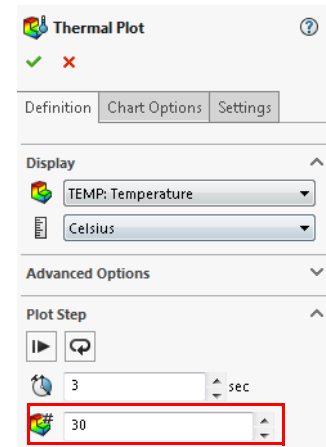 Thermal Plot
Definition Chart Options Settings
Display
TEMP: Temperature
Celsius
Advanced Options
Plot Step
3 sec
30